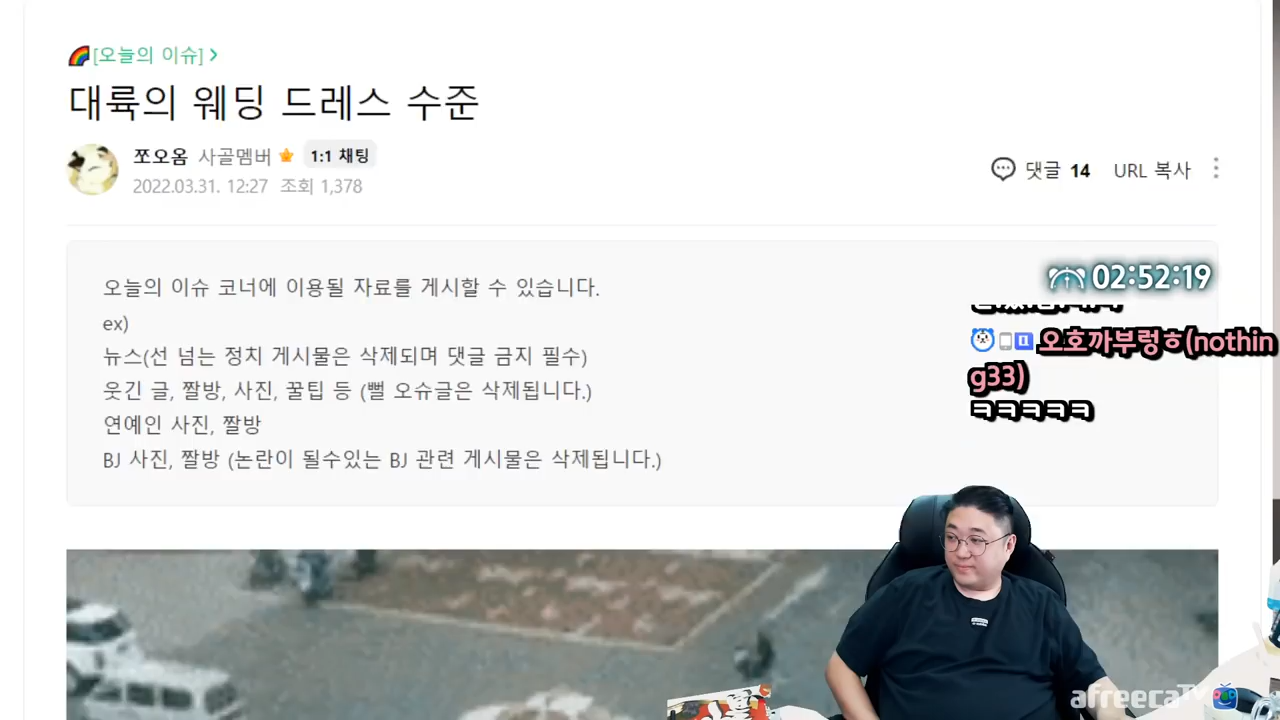 [오늘의 이슈] >
대륙의 웨딩 드레스 수준
쪼오옴 사골멤버 1:1 채팅
2022.03.31. 12:27 조회 1,378
댓글 14 URL 복사
오늘의 이슈 코너에 이용될 자료를 게시할 수 있습니다.
ex)
뉴스(선 넘는 정치 게시물은 삭제되며 댓글 금지 필수)
웃긴 글, 짤방, 사진, 꿀팁 등 (뻘 오슈글은 삭제됩니다.)
연예인 사진, 짤방
BJ 사진, 짤방 (논란이 될수있는 BJ 관련 게시물은 삭제됩니다.)
02:52:19
오호까부렁ㅎ(nothin
g33)
ㅋㅋㅋㅋㅋ
afreecaTV